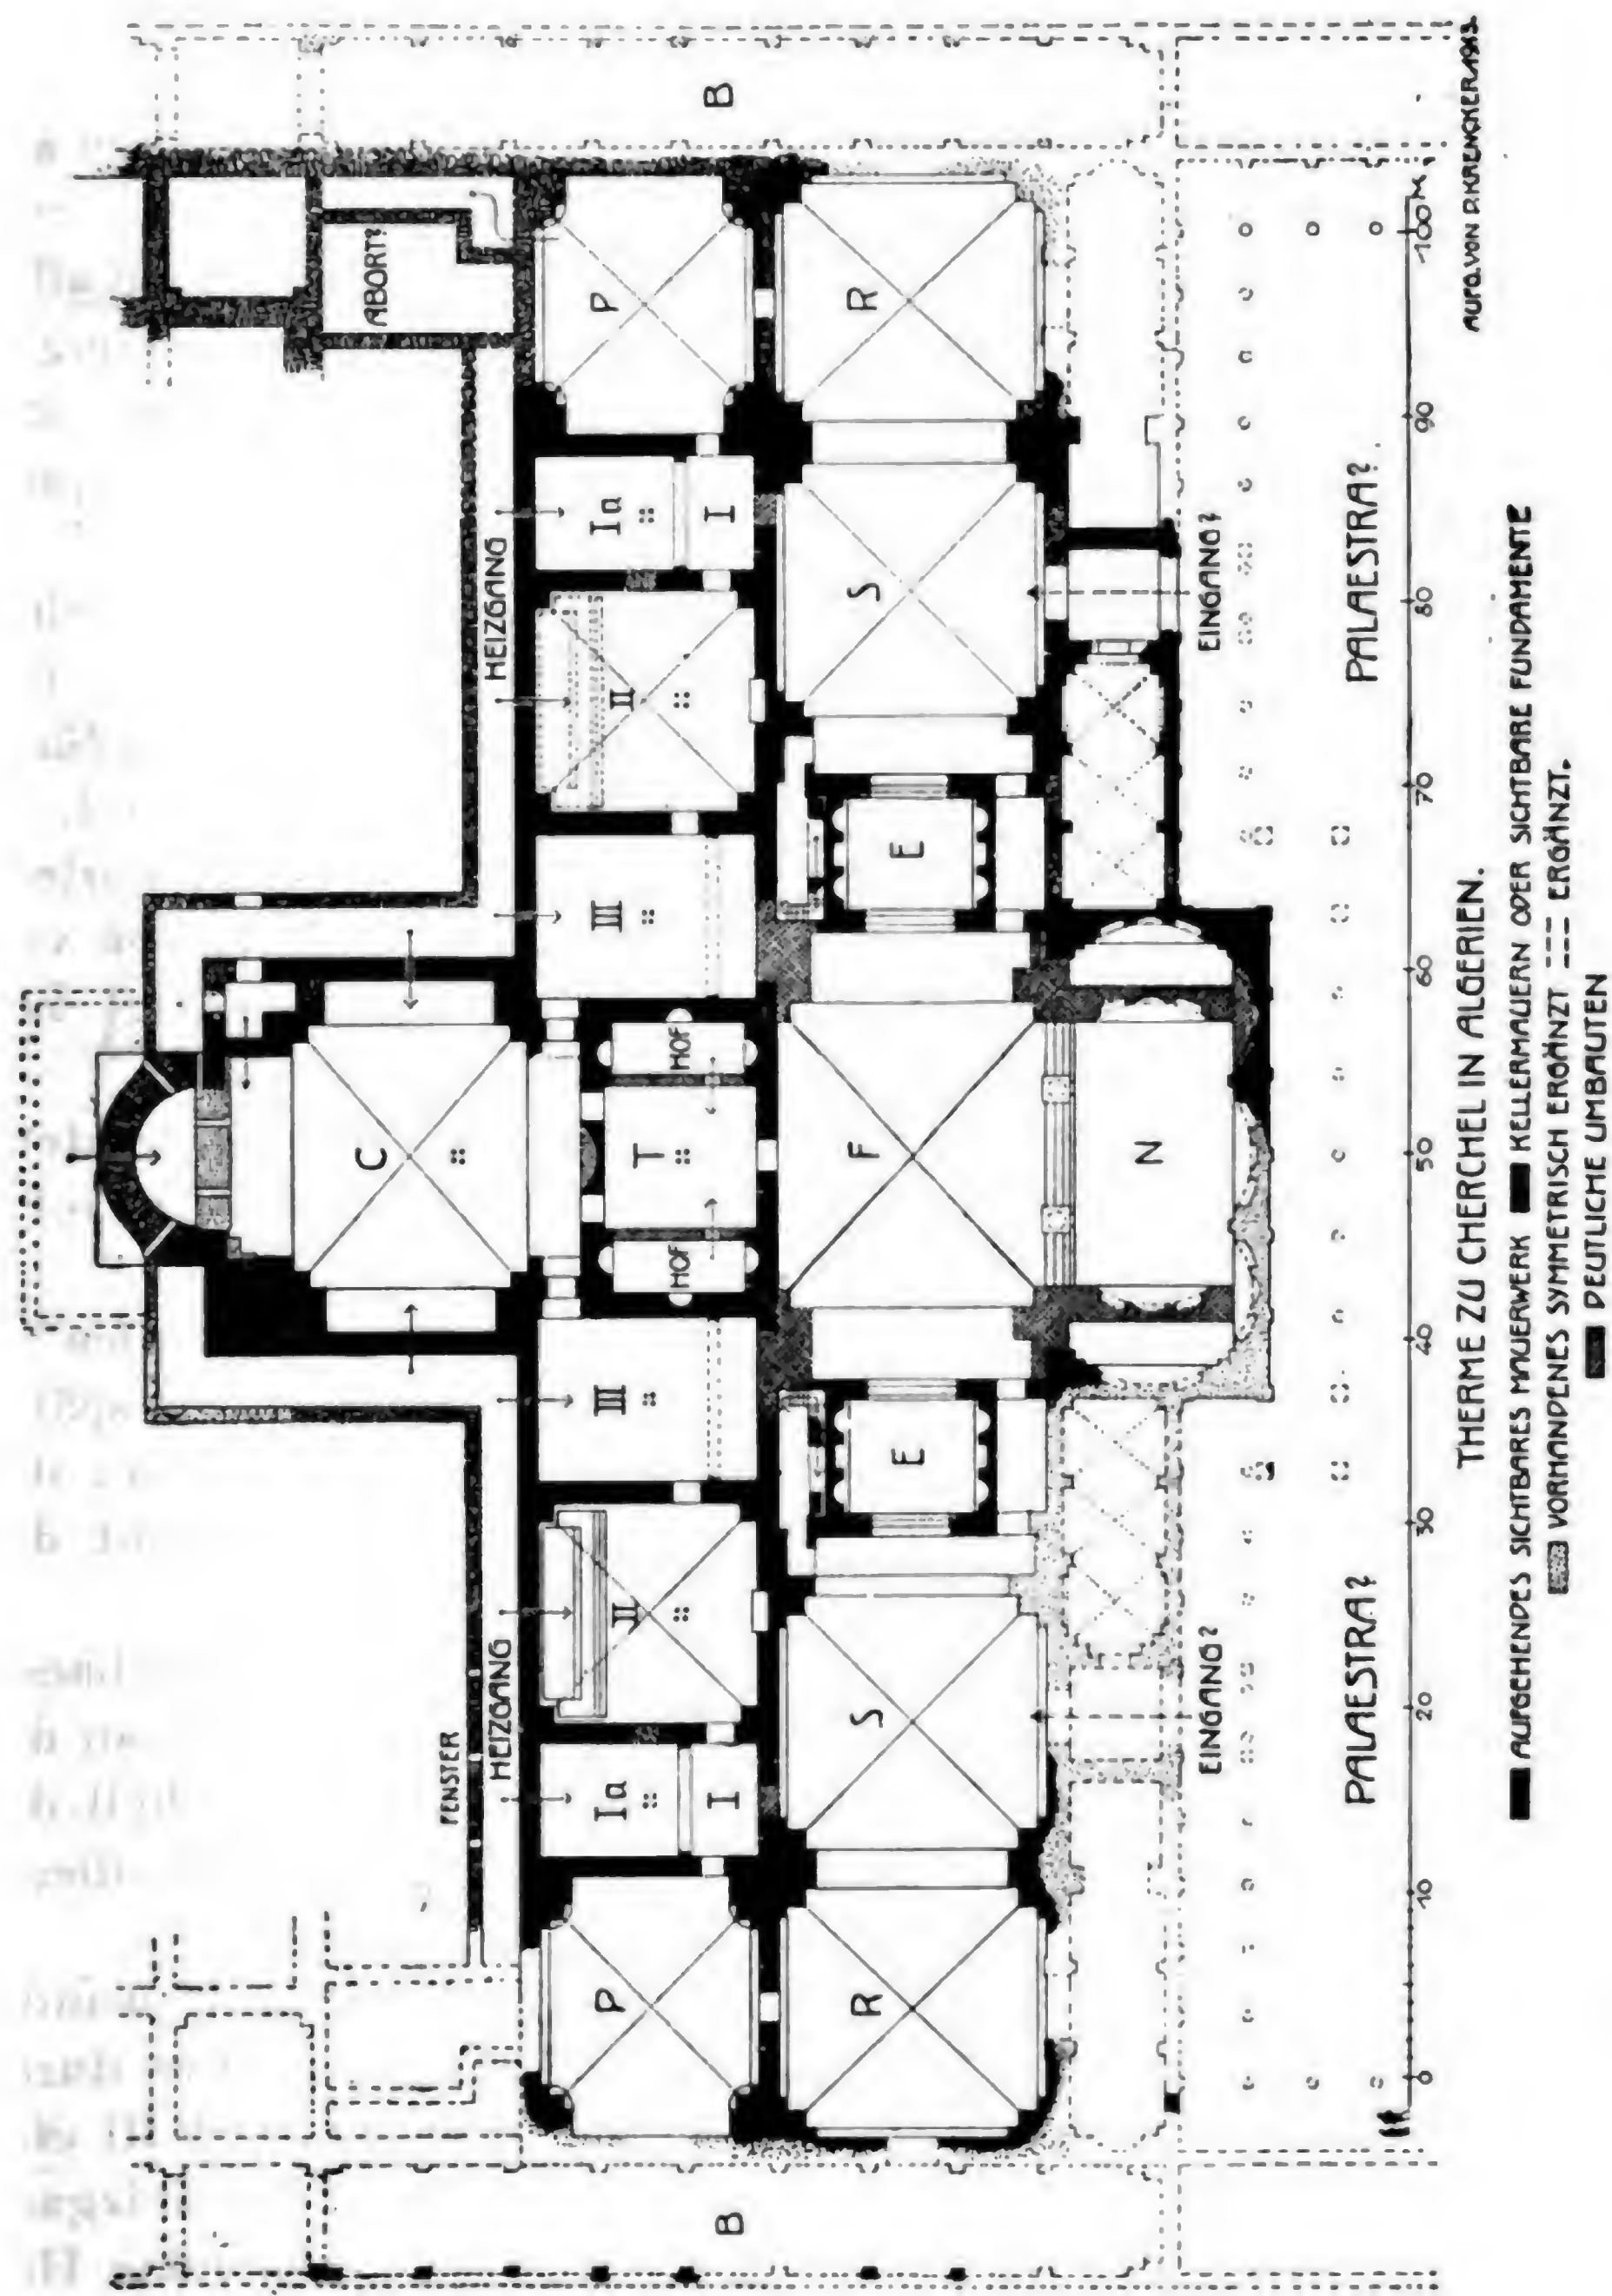 B
ABORT?
P
R
HEIZGANG
Ia
I
S
II
EINGANG?
PALAESTRA?
III
E
HOF
C
T
F
N
HOF
III
E
II
FENSTER
HEIZGANG
Ia
I
S
EINGANG?
PALAESTRA?
P
R
B
0 10 20 30 40 50 60 70 80 90 100 M
AUFG. VON D. KRENCKER 1913.
THERME ZU CHERCHEL IN ALGERIEN.
AUFGEHENDES SICHTBARES MAUERWERK KELLERMAUERN ODER SICHTBARE FUNDAMENTE
VORHANDENES SYMMETRISCH ERGÄNZT ERGÄNZT.
DEUTLICHE UMBAUTEN